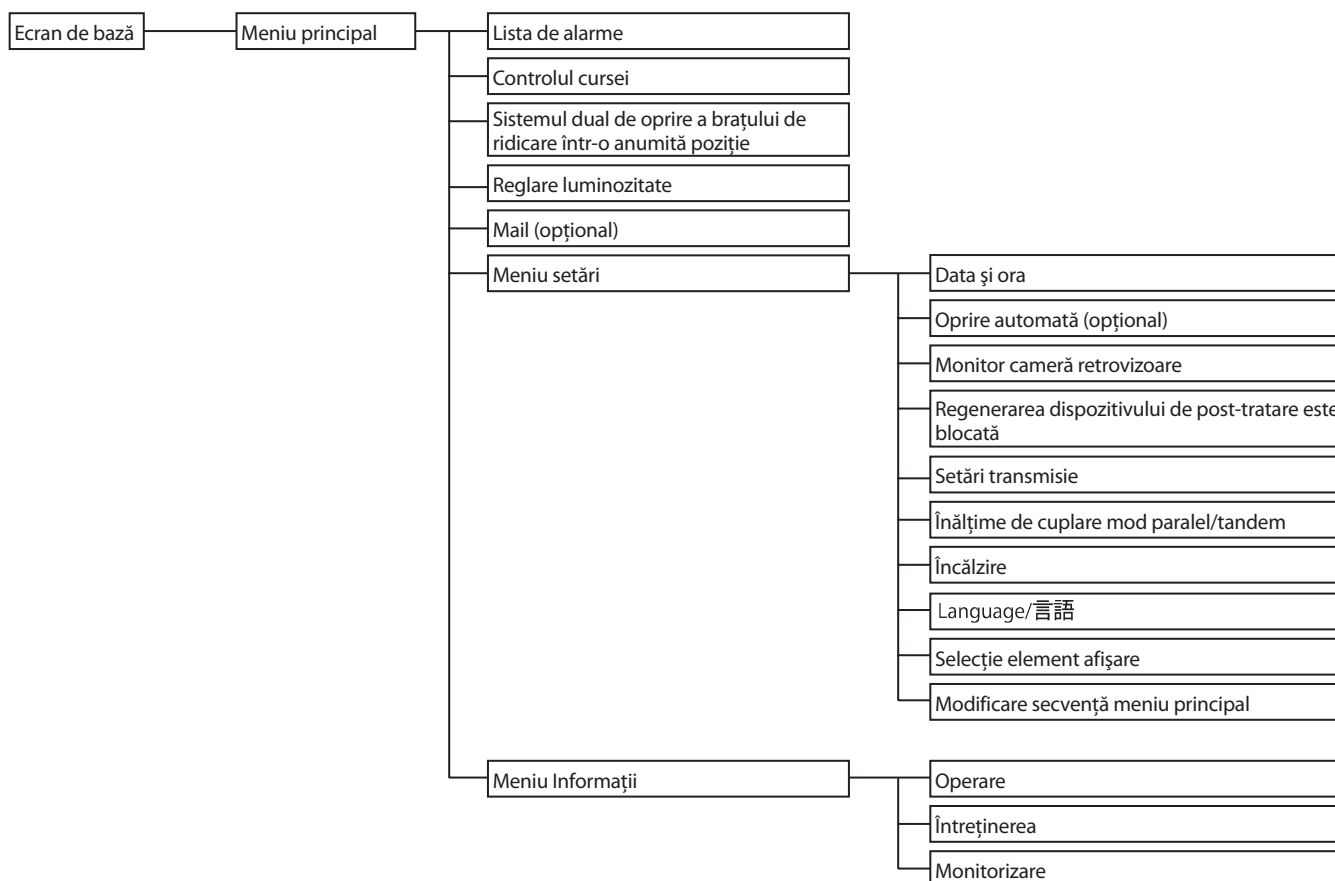 Ecran de bază
Meniu principal
Lista de alarme
Controlul cursei
Sistemul dual de oprire a brațului de
ridicare într-o anumită poziție
Reglare luminozitate
Mail (opțional)
Meniu setări
Data şi ora
Oprire automată (opțional)
Monitor cameră retrovizoare
Regenerarea dispozitivului de post-tratare este
blocată
Setări transmisie
Înălțime de cuplare mod paralel/tandem
Încălzire
Language/言語
Selecție element afişare
Modificare secvență meniu principal
Meniu Informații
Operare
Întreținerea
Monitorizare